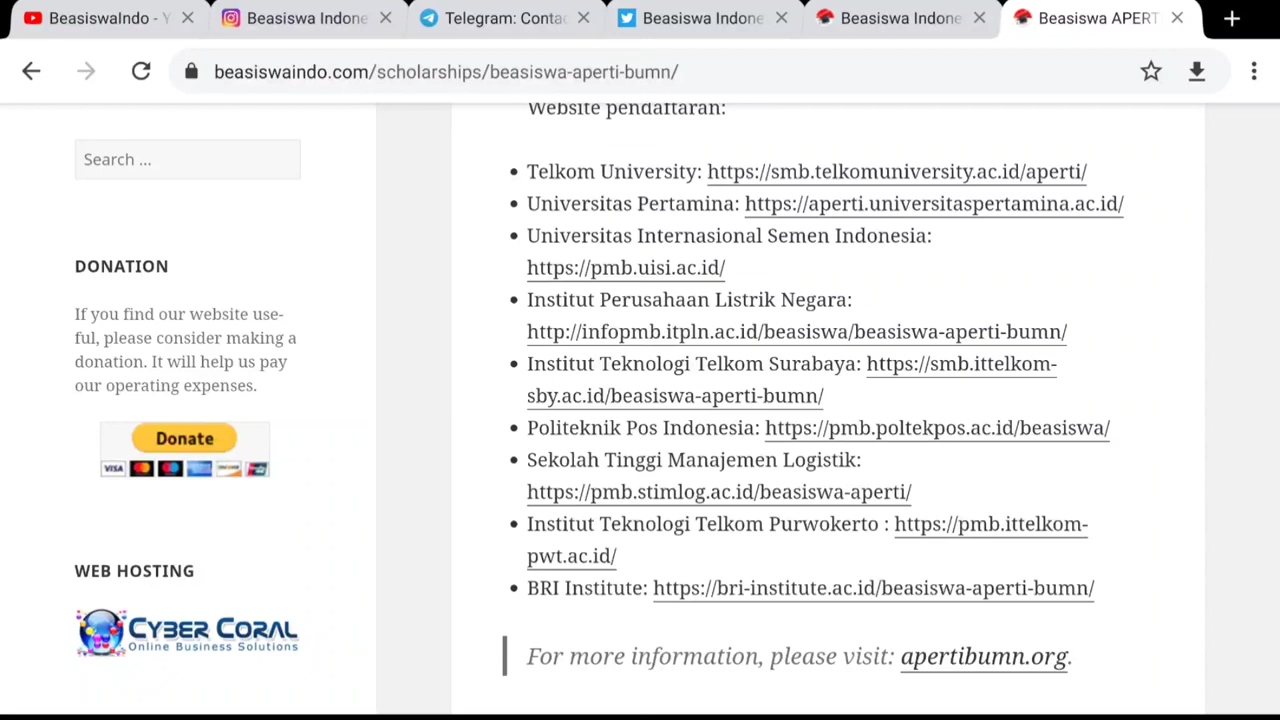 BeasiswaIndo - Y
Beasiswa Indone
Telegram: Conta
Beasiswa Indone
Beasiswa Indone
Beasiswa APERT
beasiswaindo.com/scholarships/beasiswa-aperti-bumn/
Search ...
DONATION
If you find our website use-
ful, please consider making a
donation. It will help us pay
our operating expenses.
Donate
VISA
DISCOVER
WEB HOSTING
CYBER CORAL
Online Business Solutions
Website pendaftaran:
• Telkom University: https://smb.telkomuniversity.ac.id/aperti/
• Universitas Pertamina: https://aperti.universitaspertamina.ac.id/
• Universitas Internasional Semen Indonesia:
https://pmb.uisi.ac.id/
• Institut Perusahaan Listrik Negara:
http://infopmb.itpln.ac.id/beasiswa/beasiswa-aperti-bumn/
• Institut Teknologi Telkom Surabaya: https://smb.ittelkom-
sby.ac.id/beasiswa-aperti-bumn/
• Politeknik Pos Indonesia: https://pmb.poltekpos.ac.id/beasiswa/
• Sekolah Tinggi Manajemen Logistik:
https://pmb.stimlog.ac.id/beasiswa-aperti/
• Institut Teknologi Telkom Purwokerto : https://pmb.ittelkom-
pwt.ac.id/
• BRI Institute: https://bri-institute.ac.id/beasiswa-aperti-bumn/
For more information, please visit: apertibumn.org.